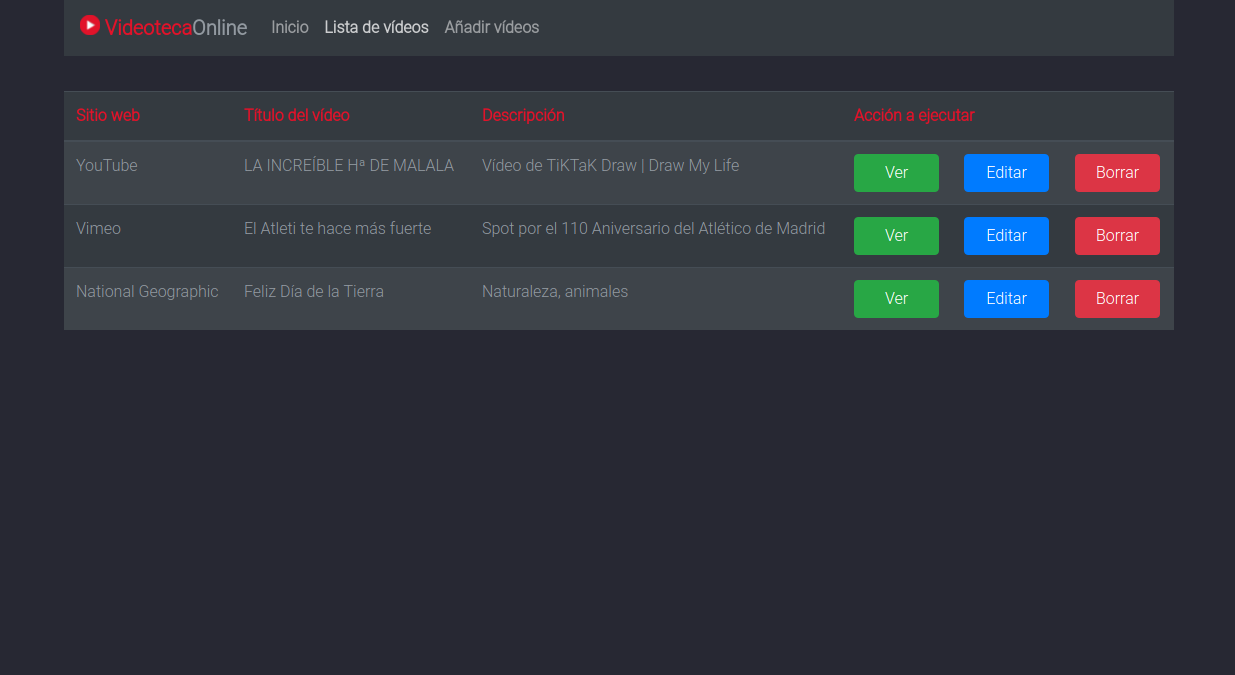 VideotecaOnline Inicio Lista de vídeos Añadir vídeos
Sitio web Título del vídeo Descripción Acción a ejecutar
YouTube LA INCREÍBLE Hª DE MALALA Vídeo de TiKTaK Draw | Draw My Life Ver Editar Borrar
Vimeo El Atleti te hace más fuerte Spot por el 110 Aniversario del Atlético de Madrid Ver Editar Borrar
National Geographic Feliz Día de la Tierra Naturaleza, animales Ver Editar Borrar